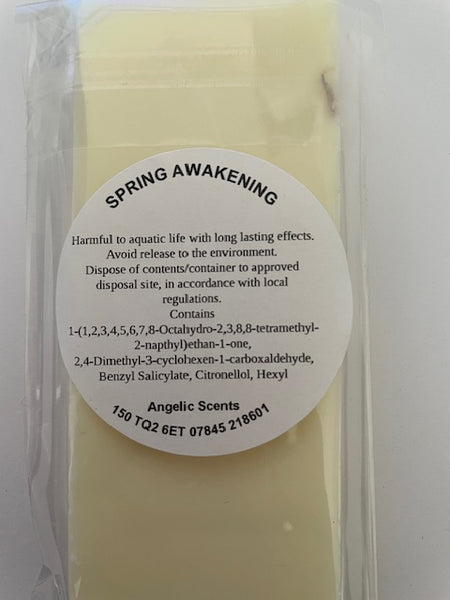 SPRING AWAKENING
Harmful to aquatic life with long lasting effects.
Avoid release to the environment.
Dispose of contents/container to approved
disposal site, in accordance with local
regulations.
Contains
1-(1,2,3,4,5,6,7,8-Octahydro-2,3,8,8-tetramethyl-
2-napthyl)ethan-1-one,
2,4-Dimethyl-3-cyclohexen-1-carboxaldehyde,
Benzyl Salicylate, Citronellol, Hexyl
Angelic Scents
150 TQ2 6ET 07845 218601